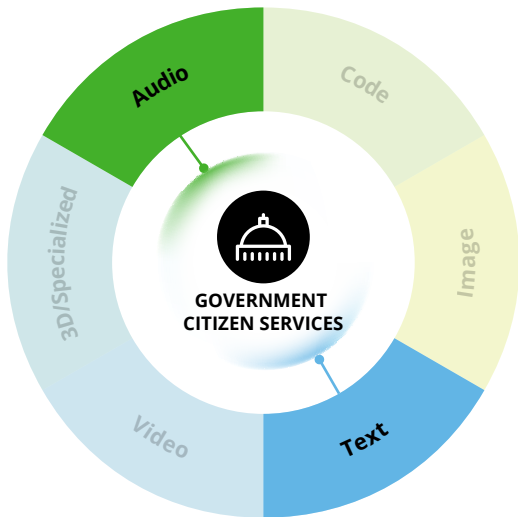 Audio
Code
Image
Text
Video
3D/Specialized
GOVERNMENT
CITIZEN SERVICES